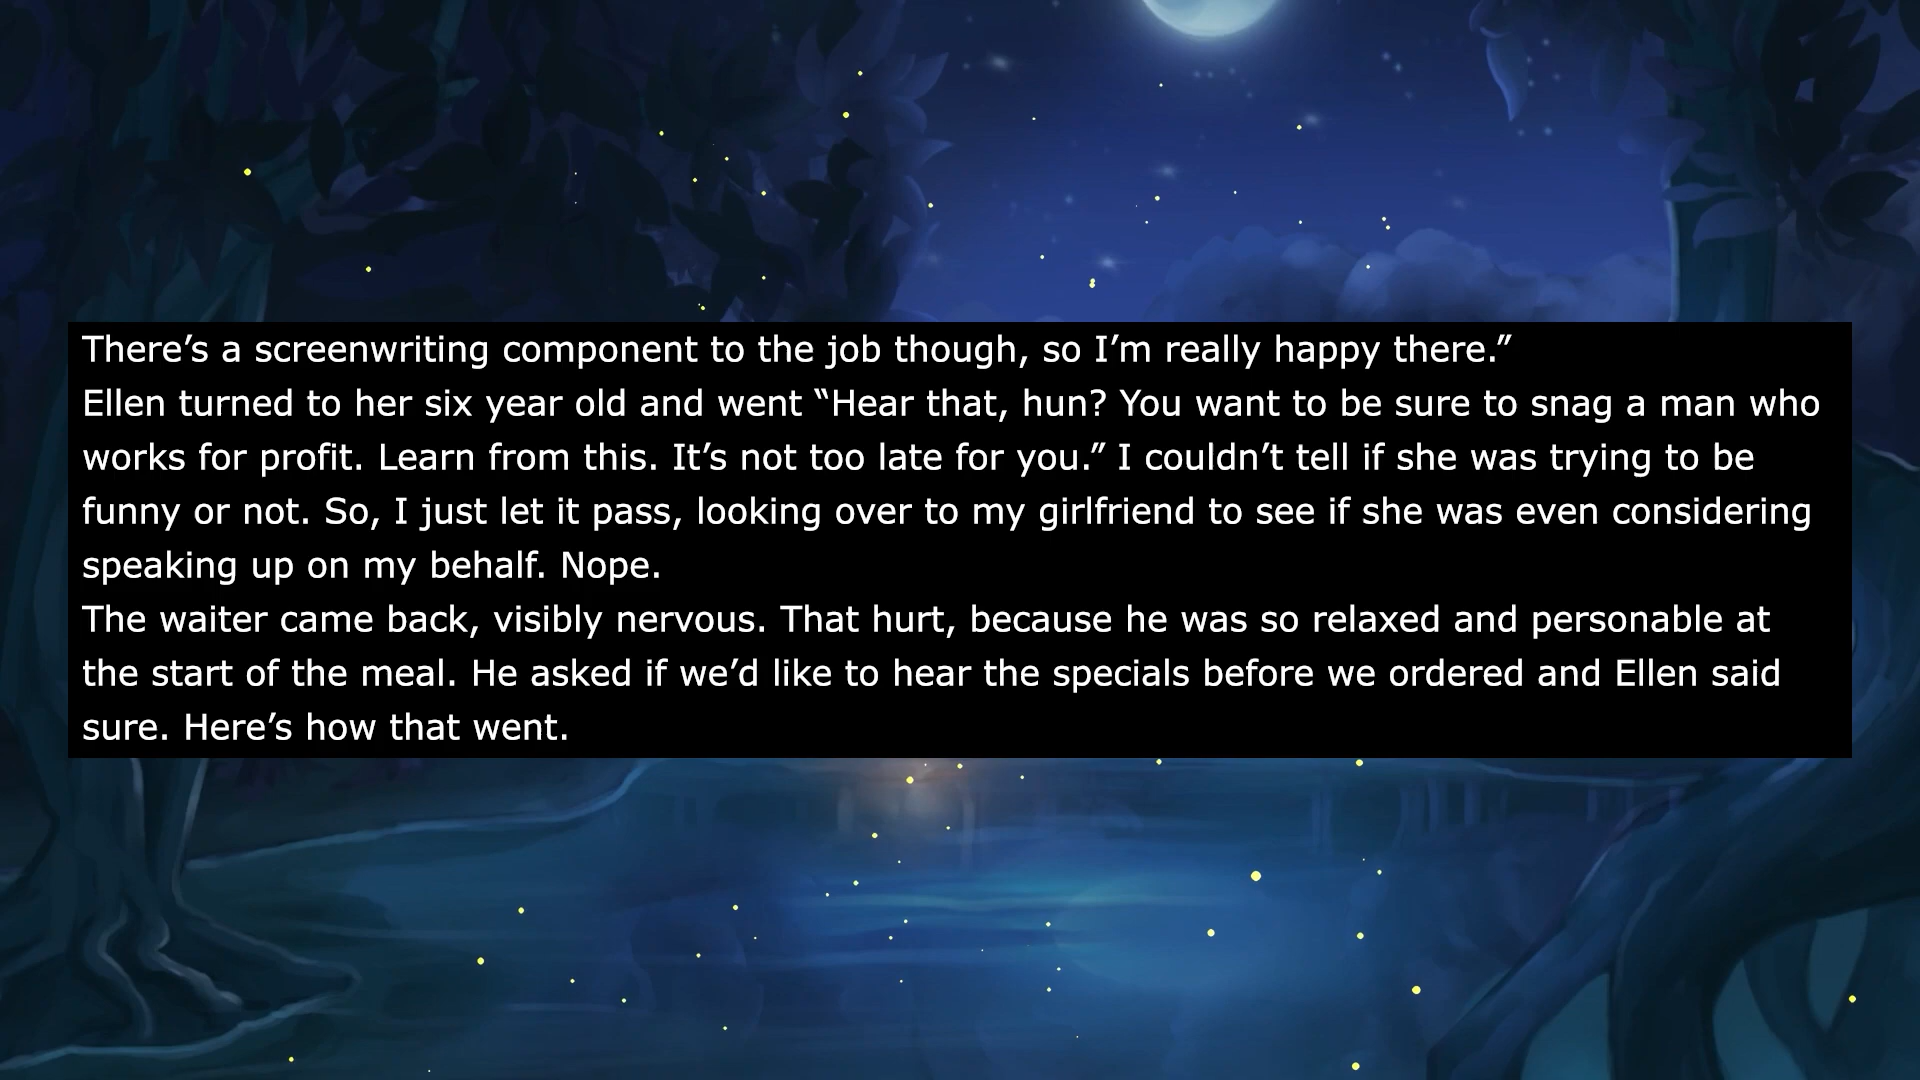 There’s a screenwriting component to the job though, so I’m really happy there.”
Ellen turned to her six year old and went “Hear that, hun? You want to be sure to snag a man who
works for profit. Learn from this. It’s not too late for you.” I couldn’t tell if she was trying to be
funny or not. So, I just let it pass, looking over to my girlfriend to see if she was even considering
speaking up on my behalf. Nope.
The waiter came back, visibly nervous. That hurt, because he was so relaxed and personable at
the start of the meal. He asked if we’d like to hear the specials before we ordered and Ellen said
sure. Here’s how that went.